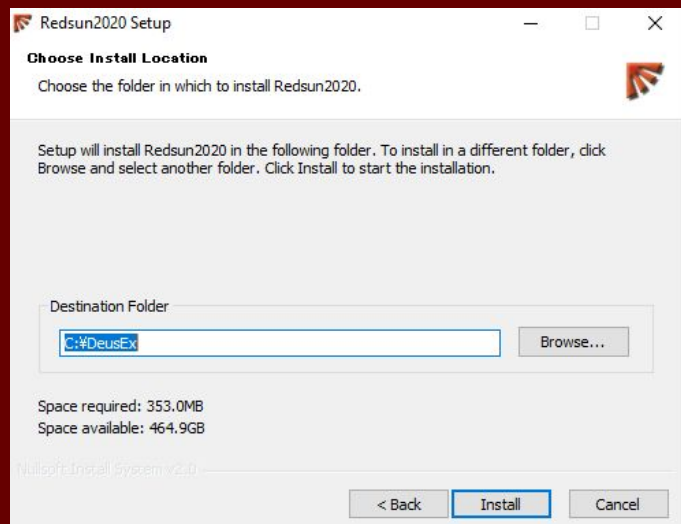 Redsun2020 Setup
Choose Install Location
Choose the folder in which to install Redsun2020.
Setup will install Redsun2020 in the following folder. To install in a different folder, click
Browse and select another folder. Click Install to start the installation.
Destination Folder
C:¥DeusEx
Browse...
Space required: 353.0MB
Space available: 464.9GB
Nullsoft Install System v2.0
< Back
Install
Cancel